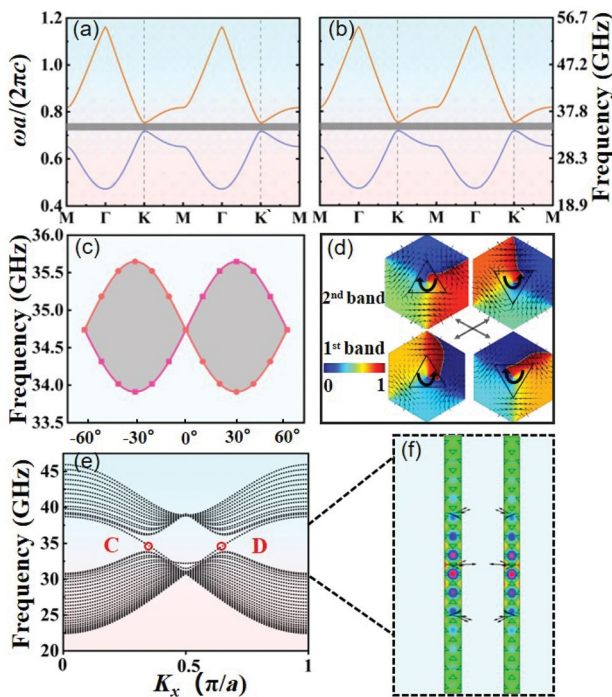 (a)
(b)
1.2
1.0
0.8
0.6
0.4
ωa/(2πc)
M Γ K M Γ K` M
M Γ K M Γ K` M
56.7
47.2
37.8
28.3
18.9
Frequency (GHz)
(c)
36.0
35.5
35.0
34.5
34.0
33.5
Frequency (GHz)
-60° -30° 0° 30° 60°
(d)
2nd band
1st band
0 1
(e)
45
40
35
30
25
20
Frequency (GHz)
C D
0 0.5 1
Kx (π/a)
(f)